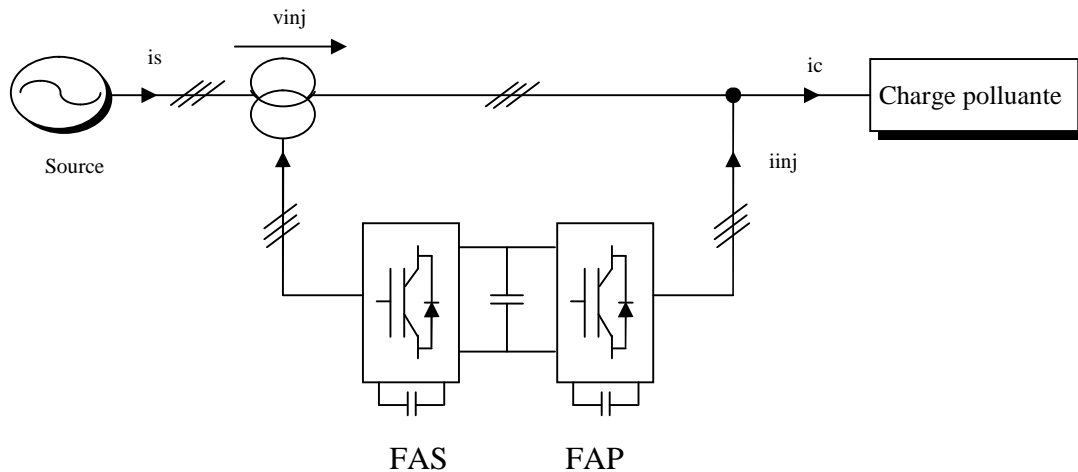 vinj
is
ic
Charge polluante
Source
iinj
FAS
FAP